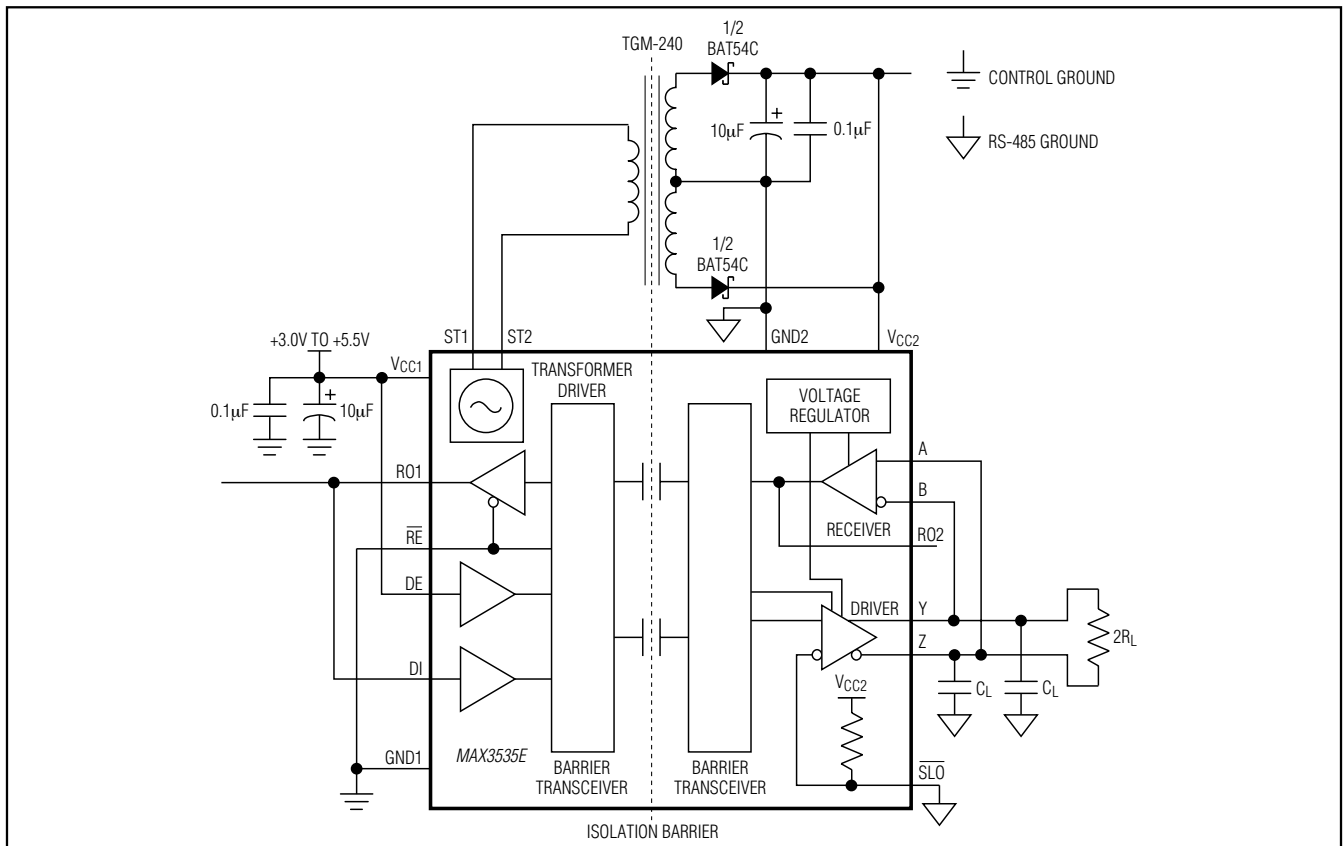 1/2
BAT54C
TGM-240
10µF
+
0.1µF
CONTROL GROUND
RS-485 GROUND
1/2
BAT54C
ST1
ST2
GND2
VCC2
+3.0V TO +5.5V
VCC1
0.1µF
+
10µF
TRANSFORMER
DRIVER
VOLTAGE
REGULATOR
A
B
RO1
RECEIVER
RO2
RE
DE
DRIVER
Y
Z
2RL
DI
VCC2
CL
CL
GND1
MAX3535E
BARRIER
TRANSCEIVER
BARRIER
TRANSCEIVER
SLO
ISOLATION BARRIER